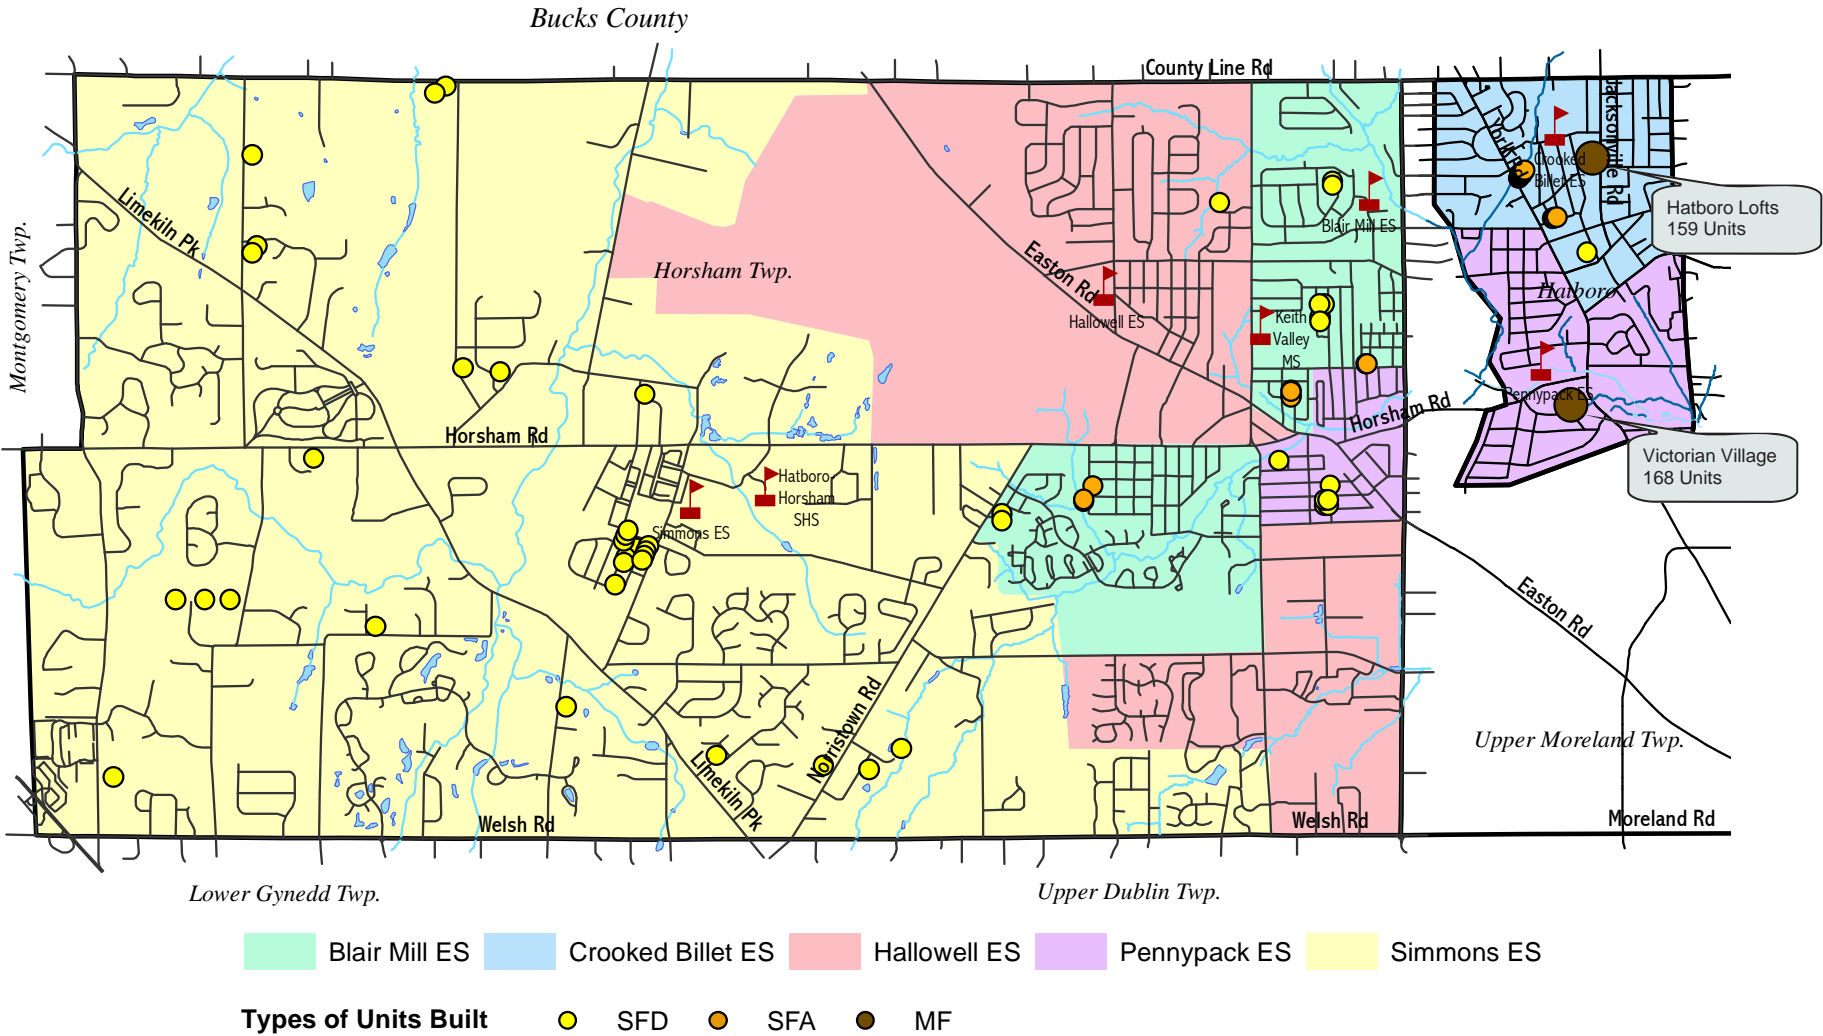 Bucks County
County Line Rd
Jacksonville Rd
York Rd
Crooked
Billet ES
Hatboro Lofts
159 Units
Limekiln Pk
Montgomery Twp.
Blair Mill ES
Easton Rd
Horsham Twp.
Hatboro
Hallowell ES
Keith
Valley
MS
Pennypack ES
Horsham Rd
Horsham Rd
Victorian Village
168 Units
Hatboro-
Horsham
SHS
Simmons ES
Easton Rd
Norristown Rd
Limekiln Pk
Upper Moreland Twp.
Welsh Rd
Welsh Rd
Moreland Rd
Lower Gynedd Twp.
Upper Dublin Twp.
Blair Mill ES
Crooked Billet ES
Hallowell ES
Pennypack ES
Simmons ES
Types of Units Built
SFD
SFA
MF